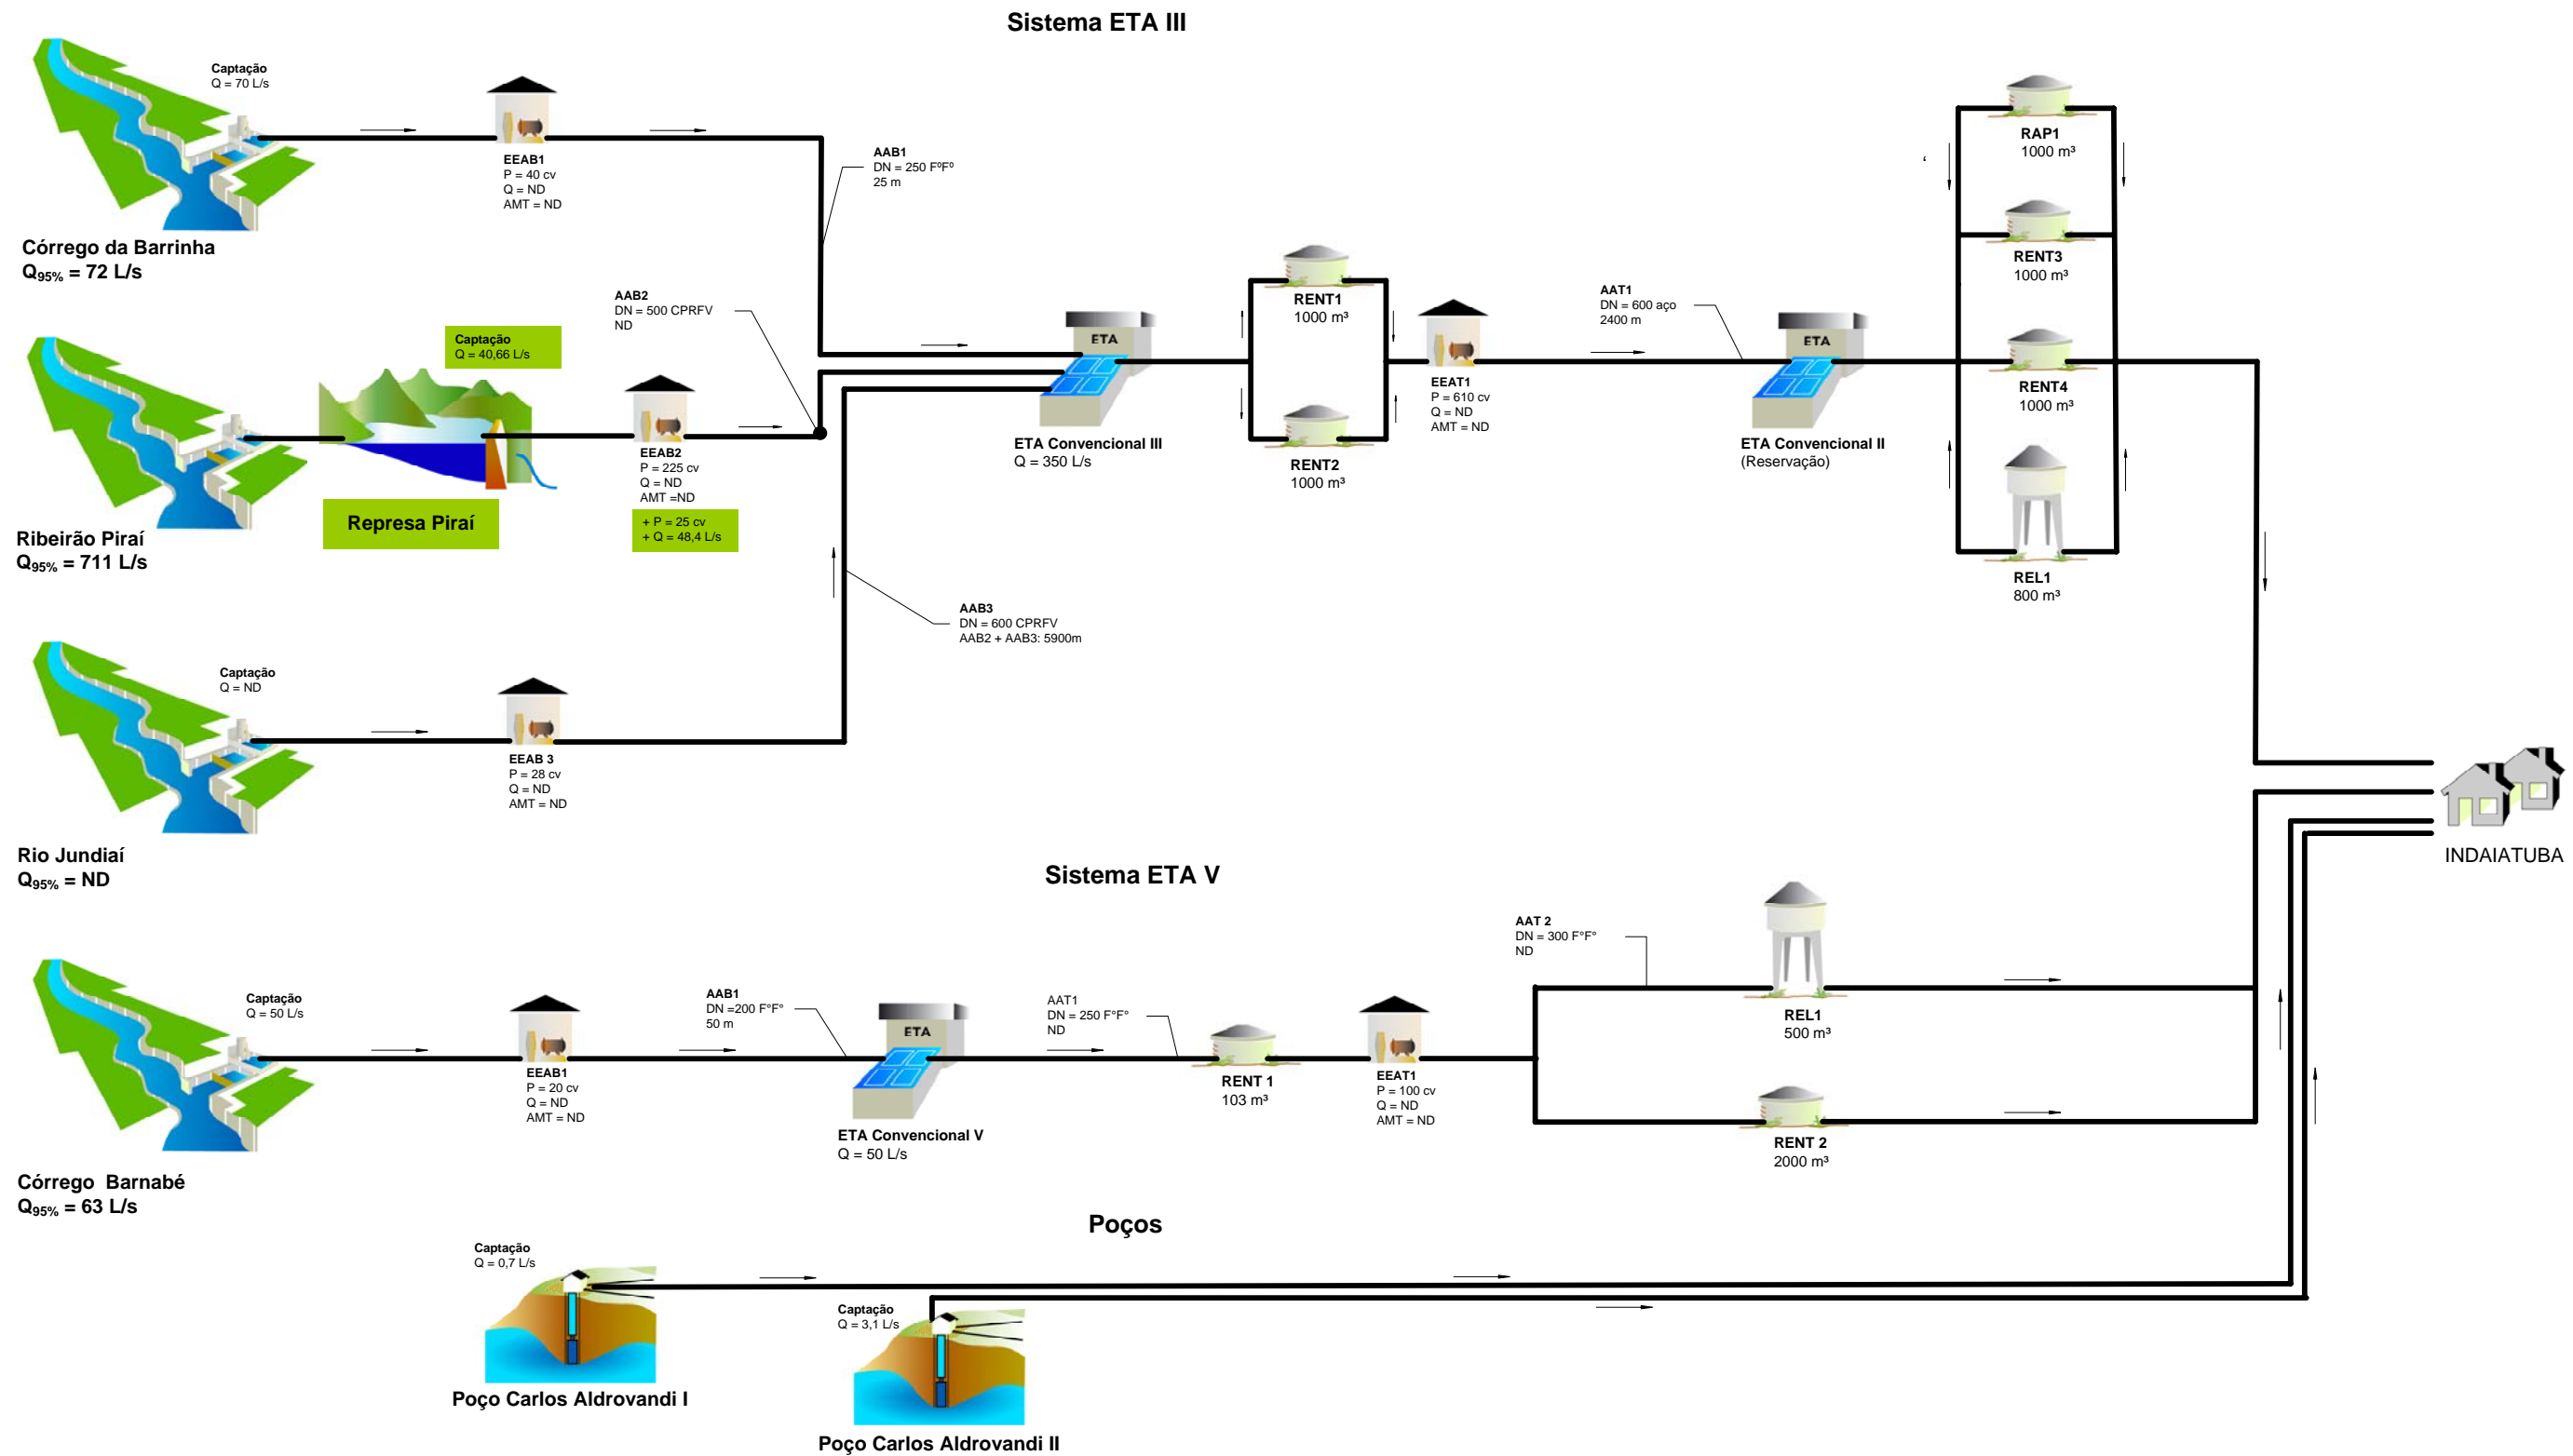 Sistema ETA III
Captação
Q = 70 L/s
EEAB1
P = 40 cv
Q = ND
AMT = ND
AAB1
DN = 250 FºFº
25 m
Córrego da Barrinha
Q95% = 72 L/s
RAP1
1000 m³
RENT3
1000 m³
RENT4
1000 m³
REL1
800 m³
AAB2
DN = 500 CPRFV
ND
Captação
Q = 40,66 L/s
Represa Piraí
EEAB2
P = 225 cv
Q = ND
AMT =ND
+ P = 25 cv
+ Q = 48,4 L/s
Ribeirão Piraí
Q95% = 711 L/s
ETA
ETA Convencional III
Q = 350 L/s
RENT1
1000 m³
RENT2
1000 m³
EEAT1
P = 610 cv
Q = ND
AMT = ND
AAT1
DN = 600 aço
2400 m
ETA
ETA Convencional II
(Reservação)
AAB3
DN = 600 CPRFV
AAB2 + AAB3: 5900m
Captação
Q = ND
EEAB 3
P = 28 cv
Q = ND
AMT = ND
Rio Jundiaí
Q95% = ND
INDAIATUBA
Sistema ETA V
Captação
Q = 50 L/s
EEAB1
P = 20 cv
Q = ND
AMT = ND
AAB1
DN =200 F°F°
50 m
ETA
ETA Convencional V
Q = 50 L/s
AAT1
DN = 250 F°F°
ND
RENT 1
103 m³
EEAT1
P = 100 cv
Q = ND
AMT = ND
AAT 2
DN = 300 F°F°
ND
REL1
500 m³
RENT 2
2000 m³
Córrego Barnabé
Q95% = 63 L/s
Poços
Captação
Q = 0,7 L/s
Poço Carlos Aldrovandi I
Captação
Q = 3,1 L/s
Poço Carlos Aldrovandi II